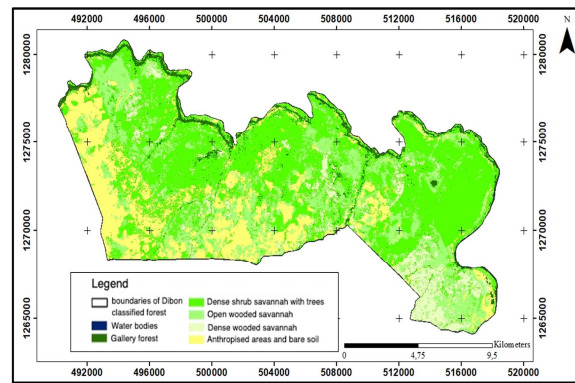 492000 496000 500000 504000 508000 512000 516000 520000
N
1280000 1280000
1275000 1275000
1270000 1270000
1265000 1265000
Legend
boundaries of Dibon
classified forest
Water bodies
Gallery forest
Dense shrub savannah with trees
Open wooded savannah
Dense wooded savannah
Anthropised areas and bare soil
Kilometers
0 4,75 9,5
492000 496000 500000 504000 508000 512000 516000 520000